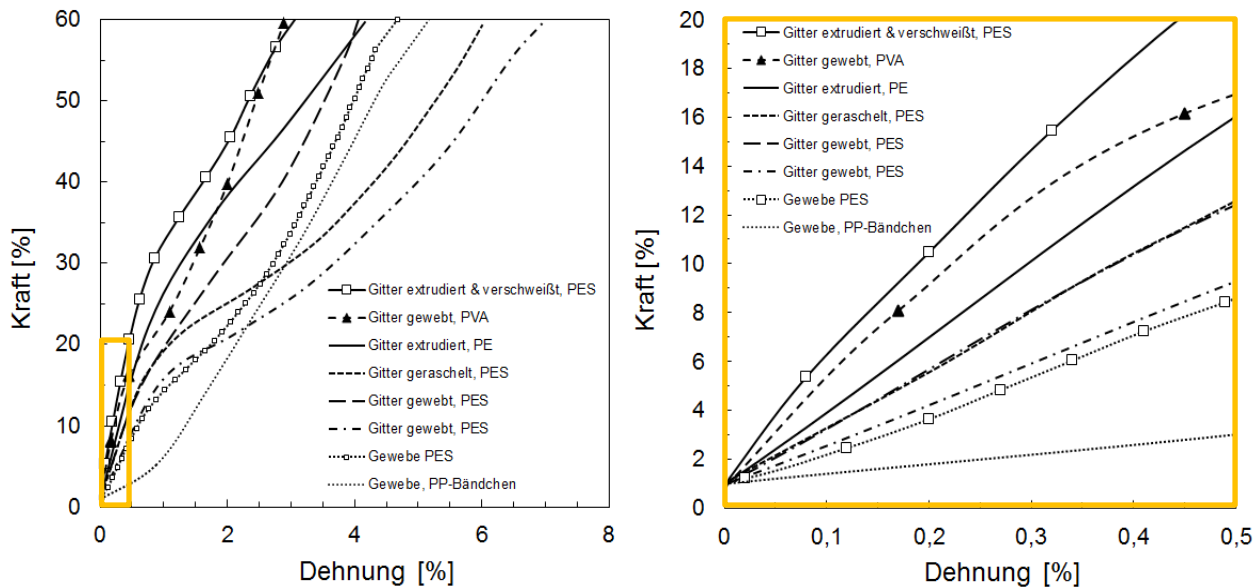 Kraft [%]
60
50
40
30
20
10
0
Gitter extrudiert & verschweißt, PES
Gitter gewebt, PVA
Gitter extrudiert, PE
Gitter geraschelt, PES
Gitter gewebt, PES
Gitter gewebt, PES
Gewebe PES
Gewebe, PP-Bändchen
0 2 4 6 8
Dehnung [%]
Kraft [%]
20
18
16
14
12
10
8
6
4
2
0
Gitter extrudiert & verschweißt, PES
Gitter gewebt, PVA
Gitter extrudiert, PE
Gitter geraschelt, PES
Gitter gewebt, PES
Gitter gewebt, PES
Gewebe PES
Gewebe, PP-Bändchen
0 0,1 0,2 0,3 0,4 0,5
Dehnung [%]